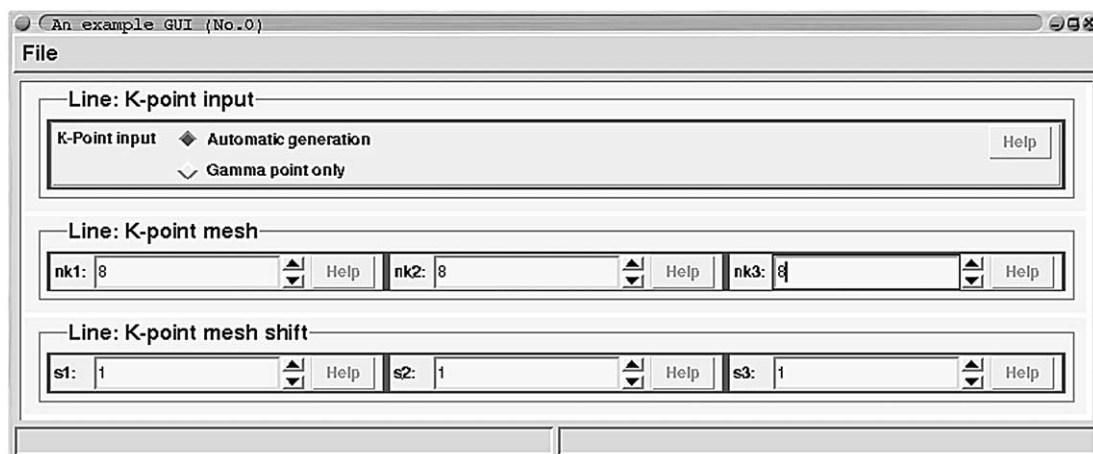 An example GUI (No.0)
File
Line: K-point input
K-Point input Automatic generation Help
Gamma point only
Line: K-point mesh
nk1: 8 Help nk2: 8 Help nk3: 8 Help
Line: K-point mesh shift
s1: 1 Help s2: 1 Help s3: 1 Help